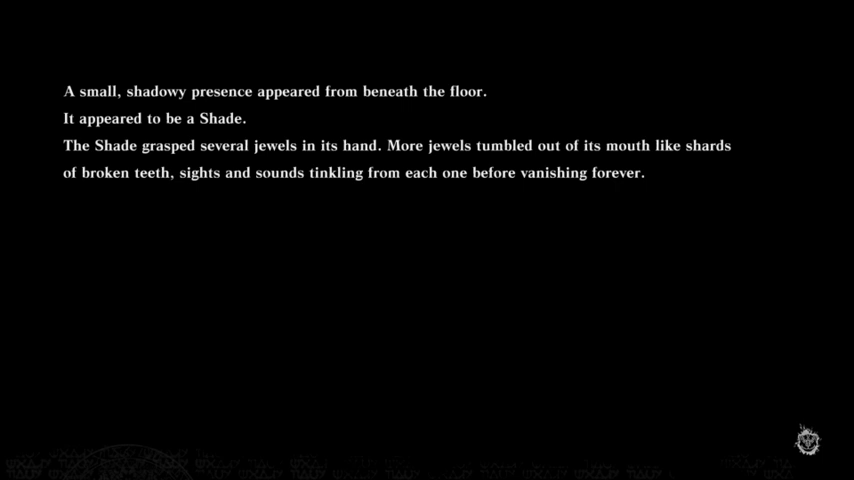 A small, shadowy presence appeared from beneath the floor.
It appeared to be a Shade.
The Shade grasped several jewels in its hand. More jewels tumbled out of its mouth like shards
of broken teeth, sights and sounds tinkling from each one before vanishing forever.